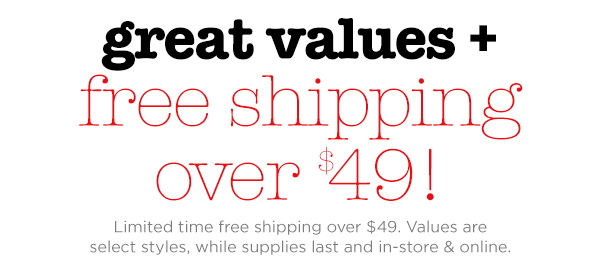 great values +
free shipping
over $49!
Limited time free shipping over $49. Values are
select styles, while supplies last and in-store & online.